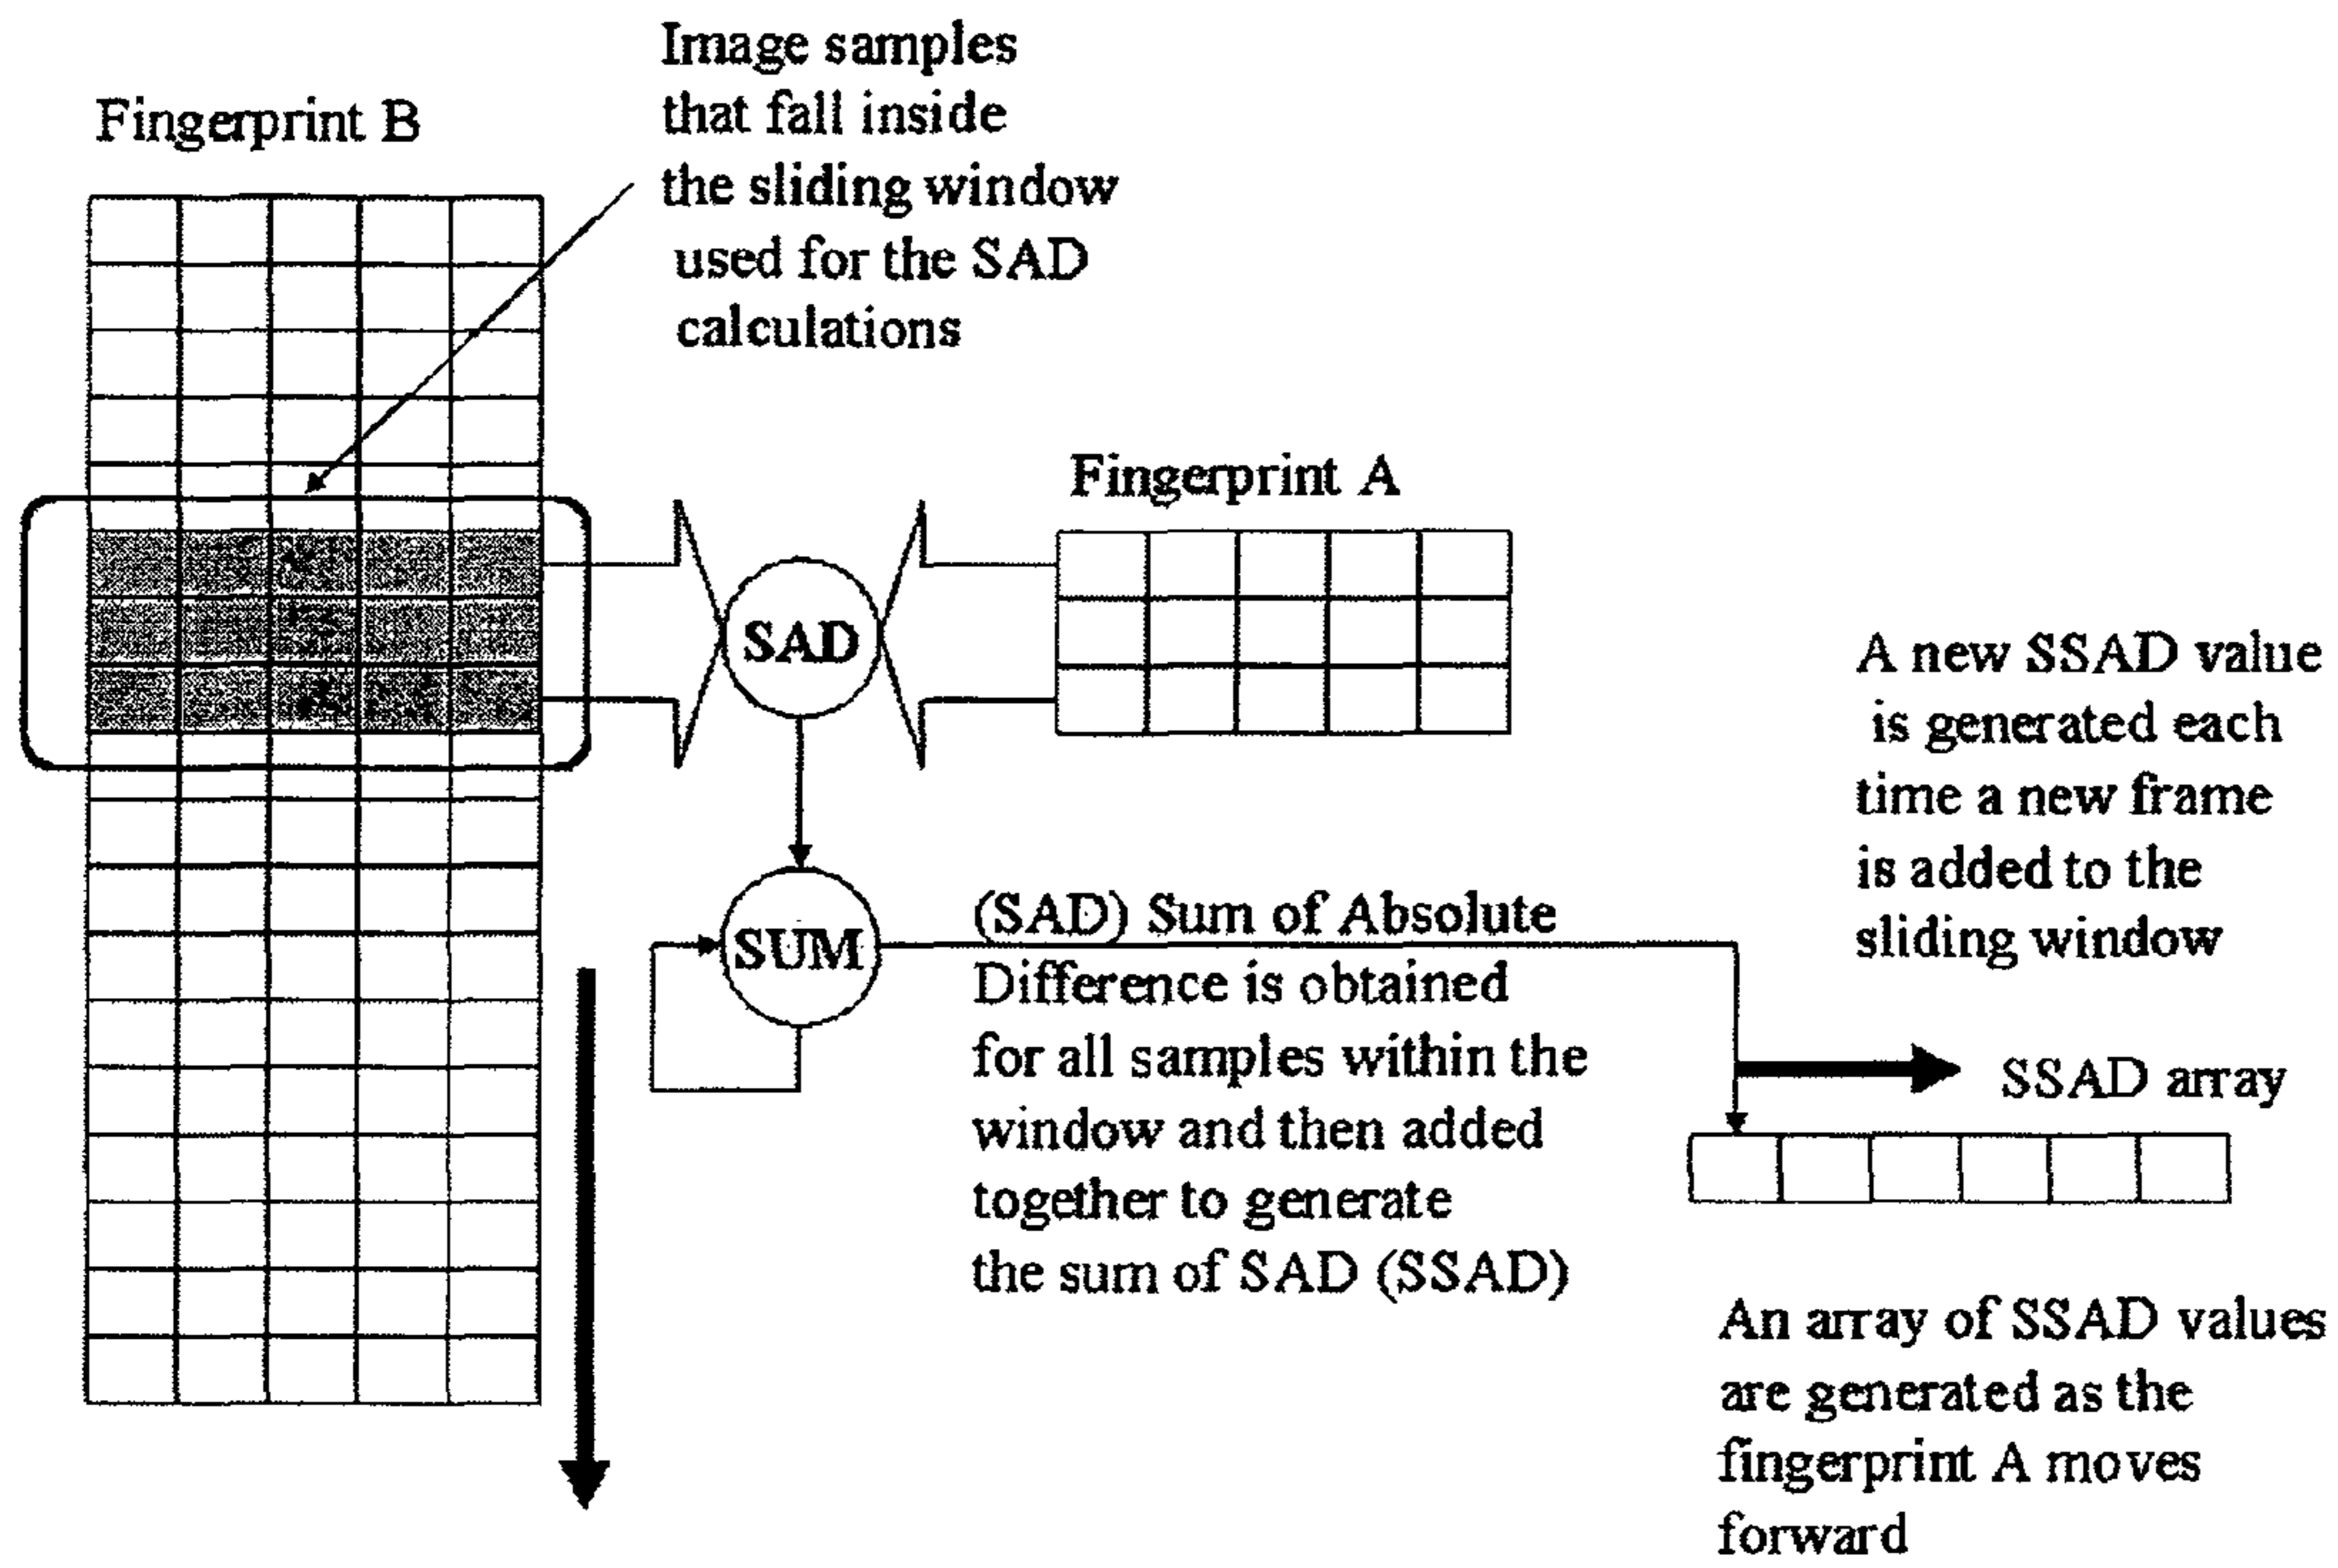 Fingerprint B
Image samples
that fall inside
the sliding window
used for the SAD
calculations
Fingerprint A
SAD
SUM
(SAD) Sum of Absolute
Difference is obtained
for all samples within the
window and then added
together to generate
the sum of SAD (SSAD)
A new SSAD value
is generated each
time a new frame
is added to the
sliding window
SSAD array
An array of SSAD values
are generated as the
fingerprint A moves
forward